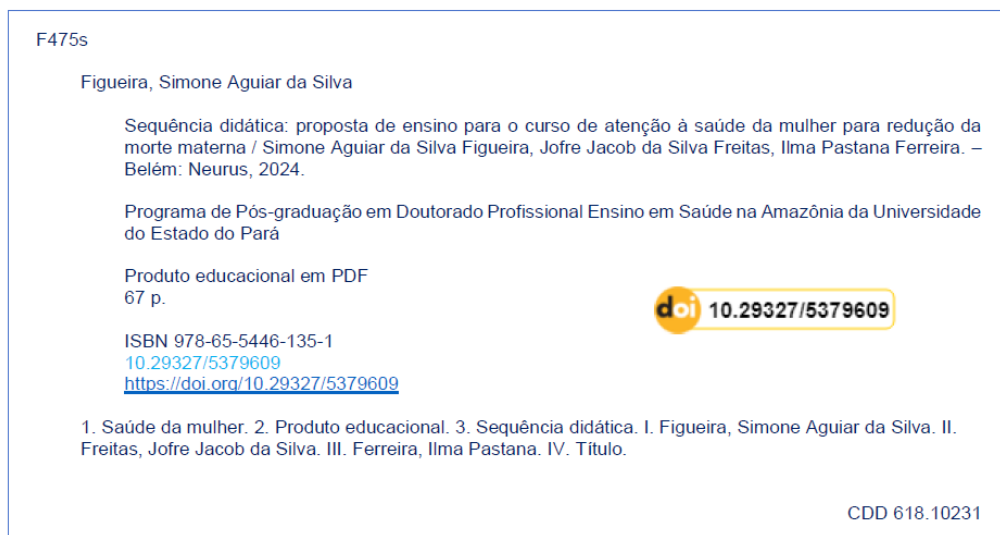 F475s
Figueira, Simone Aguiar da Silva
Sequência didática: proposta de ensino para o curso de atenção à saúde da mulher para redução da
morte materna / Simone Aguiar da Silva Figueira, Jofre Jacob da Silva Freitas, Ilma Pastana Ferreira. –
Belém: Neurus, 2024.
Programa de Pós-graduação em Doutorado Profissional Ensino em Saúde na Amazônia da Universidade
do Estado do Pará
Produto educacional em PDF
67 p.
doi 10.29327/5379609
ISBN 978-65-5446-135-1
10.29327/5379609
https://doi.org/10.29327/5379609
1. Saúde da mulher. 2. Produto educacional. 3. Sequência didática. I. Figueira, Simone Aguiar da Silva. II.
Freitas, Jofre Jacob da Silva. III. Ferreira, Ilma Pastana. IV. Título.
CDD 618.10231